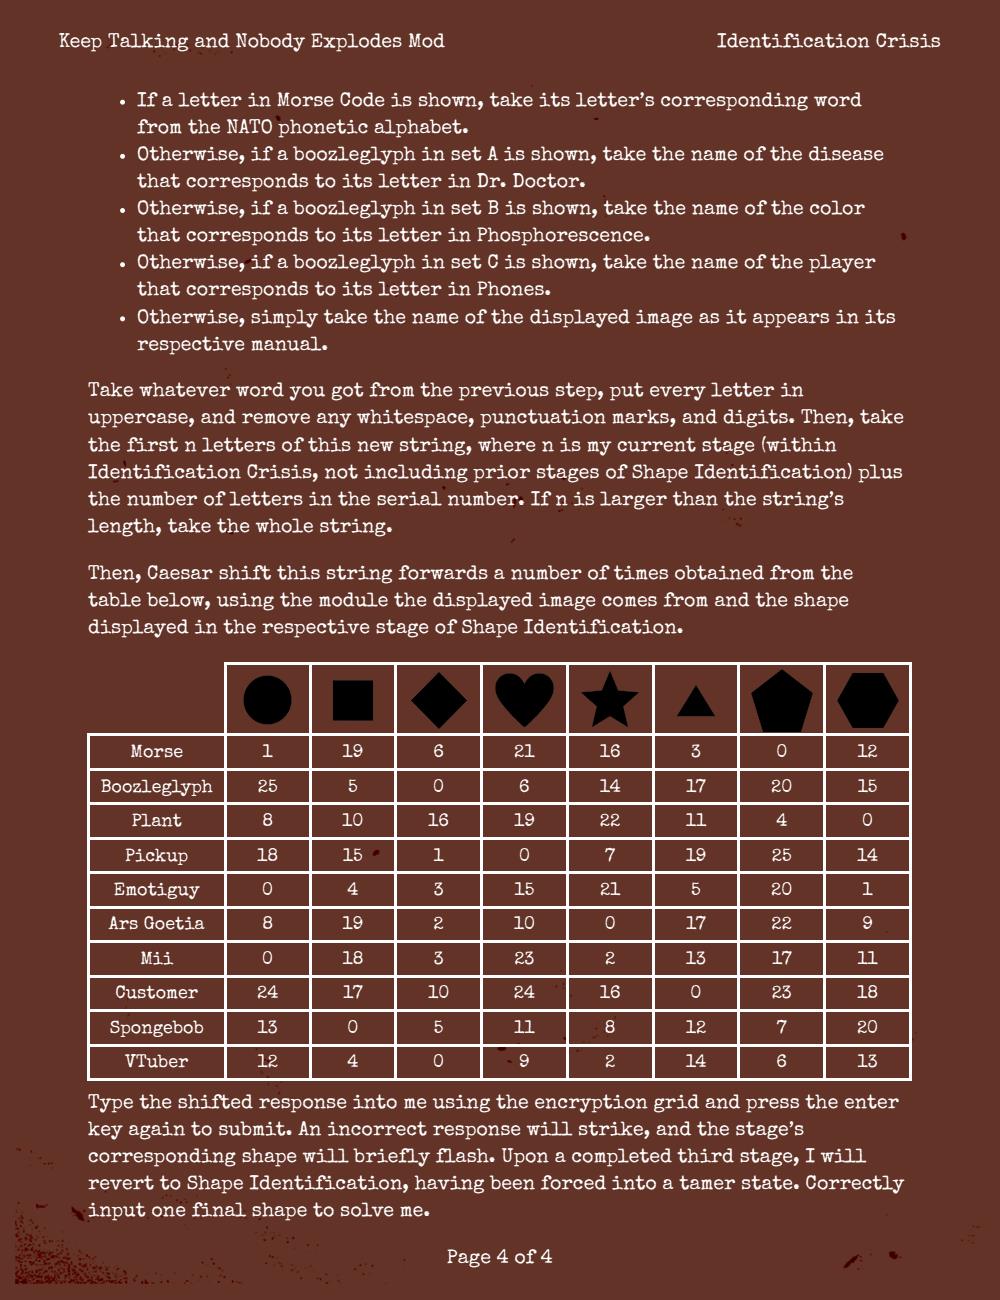 Keep Talking and Nobody Explodes Mod Identification Crisis
• If a letter in Morse Code is shown, take its letter's corresponding word
from the NATO phonetic alphabet.
• Otherwise, if a boozleglyph in set A is shown, take the name of the disease
that corresponds to its letter in Dr. Doctor.
• Otherwise, if a boozleglyph in set B is shown, take the name of the color
that corresponds to its letter in Phosphorescence.
• Otherwise, if a boozleglyph in set C is shown, take the name of the player
that corresponds to its letter in Phones.
• Otherwise, simply take the name of the displayed image as it appears in its
respective manual.
Take whatever word you got from the previous step, put every letter in
uppercase, and remove any whitespace, punctuation marks, and digits. Then, take
the first n letters of this new string, where n is my current stage (within
Identification Crisis, not including prior stages of Shape Identification) plus
the number of letters in the serial number. If n is larger than the string's
length, take the whole string.
Then, Caesar shift this string forwards a number of times obtained from the
table below, using the module the displayed image comes from and the shape
displayed in the respective stage of Shape Identification.
Morse 1 19 6 21 16 3 0 12
Boozleglyph 25 5 0 6 14 17 20 15
Plant 8 10 16 19 22 11 4 0
Pickup 18 15 1 0 7 19 25 14
Emotiguy 0 4 3 15 21 5 20 1
Ars Goetia 8 19 2 10 0 17 22 9
Mii 0 18 3 23 2 13 17 11
Customer 24 17 10 24 16 0 23 18
Spongebob 13 0 5 11 8 12 7 20
VTuber 12 4 0 9 2 14 6 13
Type the shifted response into me using the encryption grid and press the enter
key again to submit. An incorrect response will strike, and the stage's
corresponding shape will briefly flash. Upon a completed third stage, I will
revert to Shape Identification, having been forced into a tamer state. Correctly
input one final shape to solve me.
Page 4 of 4